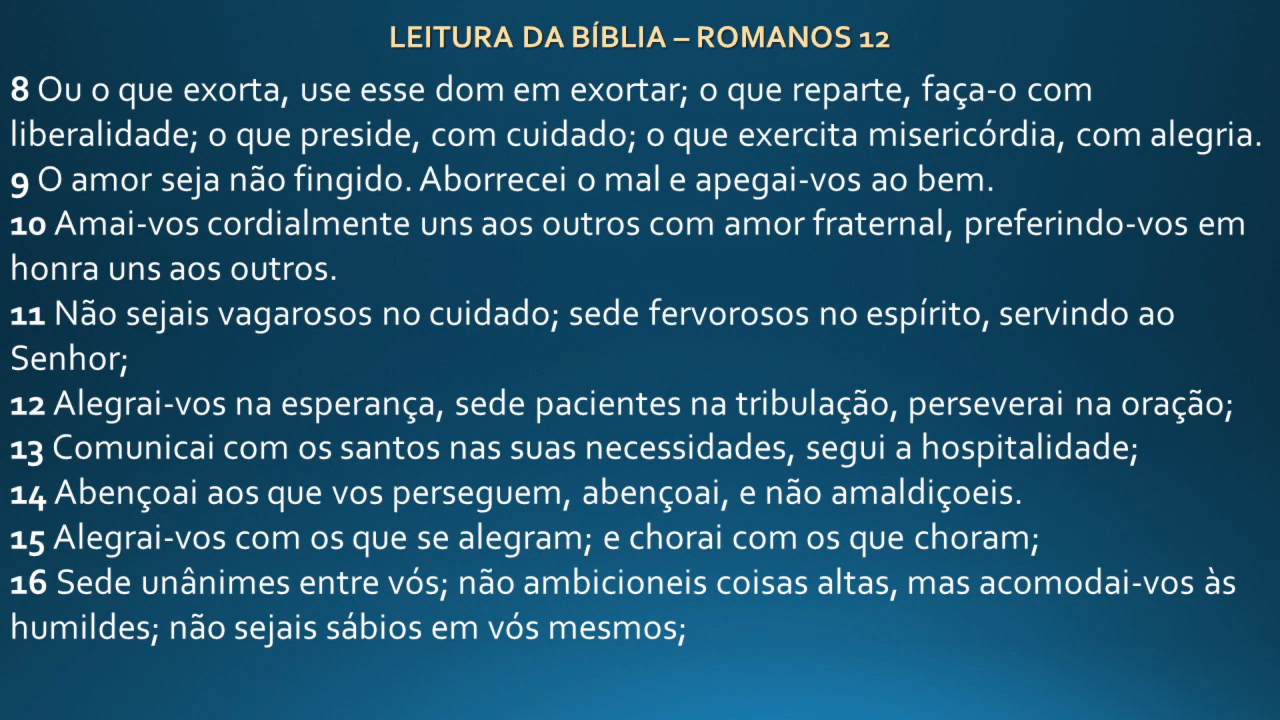 LEITURA DA BÍBLIA – ROMANOS 12
8 Ou o que exorta, use esse dom em exortar; o que reparte, faça-o com
liberalidade; o que preside, com cuidado; o que exercita misericórdia, com alegria.
9 O amor seja não fingido. Aborrecei o mal e apegai-vos ao bem.
10 Amai-vos cordialmente uns aos outros com amor fraternal, preferindo-vos em
honra uns aos outros.
11 Não sejais vagarosos no cuidado; sede fervorosos no espírito, servindo ao
Senhor;
12 Alegrai-vos na esperança, sede pacientes na tribulação, perseverai na oração;
13 Comunicai com os santos nas suas necessidades, segui a hospitalidade;
14 Abençoai aos que vos perseguem, abençoai, e não amaldiçoeis.
15 Alegrai-vos com os que se alegram; e chorai com os que choram;
16 Sede unânimes entre vós; não ambicioneis coisas altas, mas acomodai-vos às
humildes; não sejais sábios em vós mesmos;